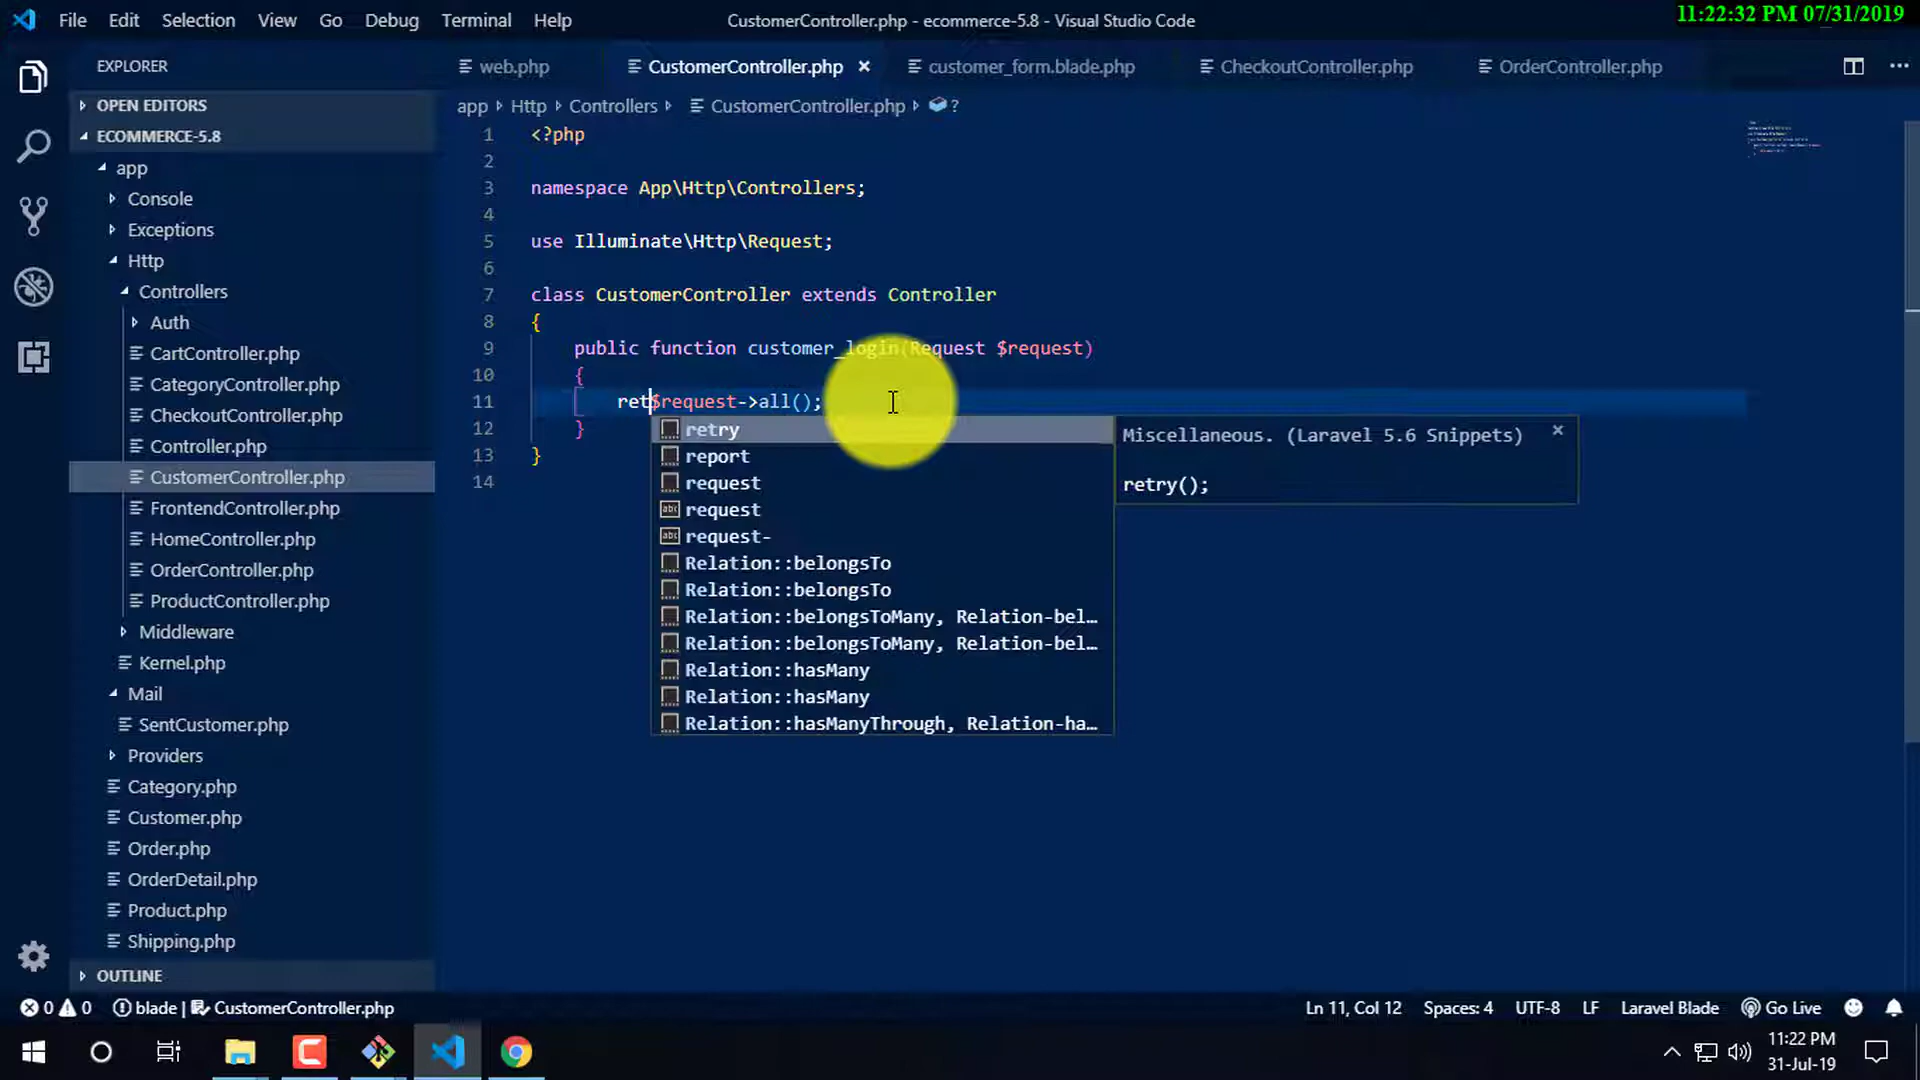 File Edit Selection View Go Debug Terminal Help
CustomerController.php - ecommerce-5.8 - Visual Studio Code
11:22:32 PM 07/31/2019
EXPLORER
OPEN EDITORS
ECOMMERCE-5.8
app
Console
Exceptions
Http
Controllers
Auth
CartController.php
CategoryController.php
CheckoutController.php
Controller.php
CustomerController.php
FrontendController.php
HomeController.php
OrderController.php
ProductController.php
Middleware
Kernel.php
Mail
SentCustomer.php
Providers
Category.php
Customer.php
Order.php
OrderDetail.php
Product.php
Shipping.php
OUTLINE
web.php CustomerController.php × customer_form.blade.php CheckoutController.php OrderController.php
app Http Controllers CustomerController.php ?
1 <?php
2
3 namespace App\Http\Controllers;
4
5 use Illuminate\Http\Request;
6
7 class CustomerController extends Controller
8 {
9 public function customer_login(Request $request)
10 {
11 ret$request->all();
12 }
13 }
14
retry
report
request
abc request
abc request-
Relation::belongsTo
Relation::belongsTo
Relation::belongsToMany, Relation-bel…
Relation::belongsToMany, Relation-bel…
Relation::hasMany
Relation::hasMany
Relation::hasManyThrough, Relation-ha…
Miscellaneous. (Laravel 5.6 Snippets) ×
retry();
0 0 blade | CustomerController.php Ln 11, Col 12 Spaces: 4 UTF-8 LF Laravel Blade Go Live
11:22 PM
31-Jul-19